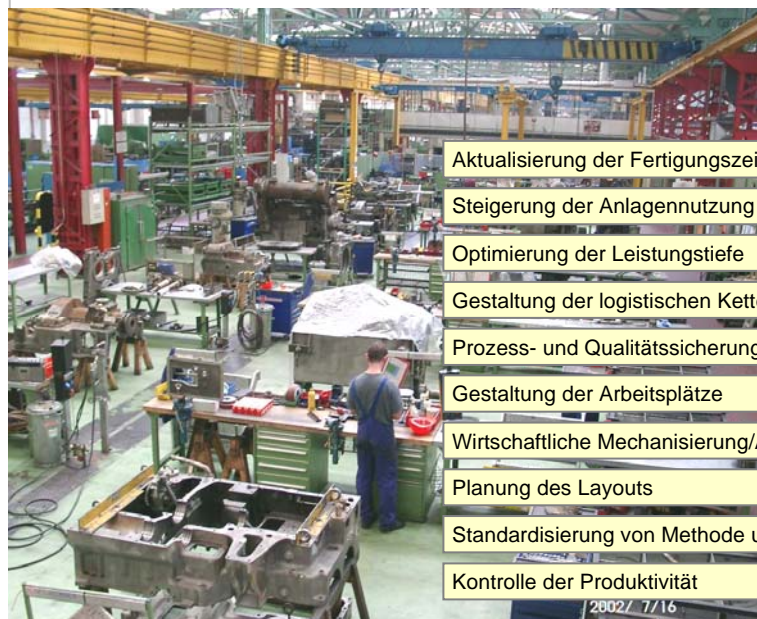 Aktualisierung der Fertigungszei
Steigerung der Anlagennutzung
Optimierung der Leistungstiefe
Gestaltung der logistischen Kette
Prozess- und Qualitätssicherung
Gestaltung der Arbeitsplätze
Wirtschaftliche Mechanisierung/A
Planung des Layouts
Standardisierung von Methode u
Kontrolle der Produktivität
2002/ 7/16